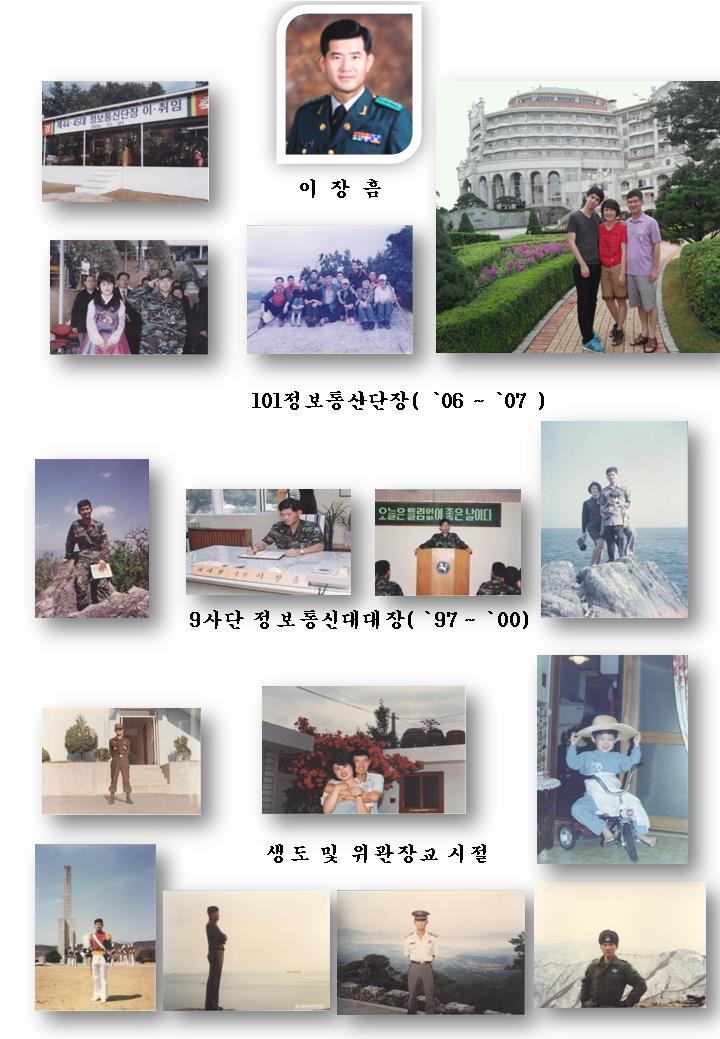 제44·45대 정보통신단장 이·취임
이 장 흠
101정보통신단장( `06 ~ `07 )
오늘은 틀림없이 좋은 날이다
9사단 정보통신대대장( `97 ~ `00)
생도 및 위관장교 시절